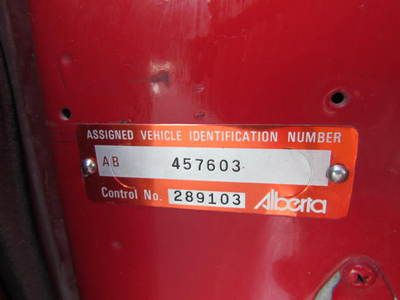 ASSIGNED VEHICLE IDENTIFICATION NUMBER
AB 457603
Control No. 289103 Alberta